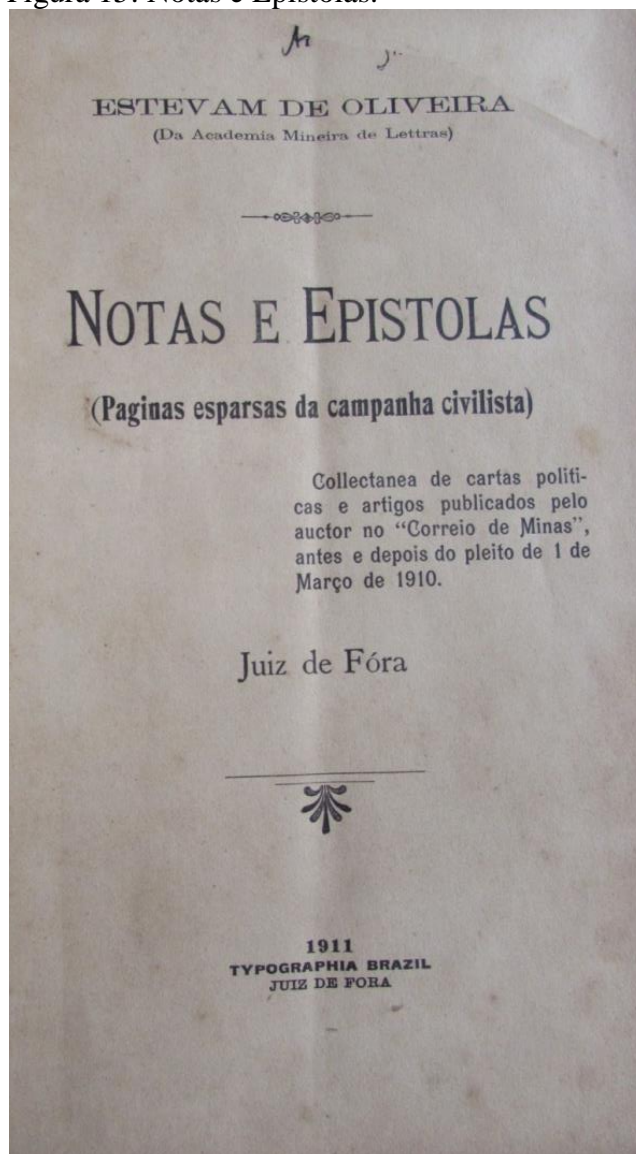 Notas e Epistolas.
ESTEVAM DE OLIVEIRA
(Da Academia Mineira de Lettras)
NOTAS E EPISTOLAS
(Paginas esparsas da campanha civilista)
Collectanea de cartas politi-
cas e artigos publicados pelo
auctor no “Correio de Minas”,
antes e depois do pleito de 1 de
Março de 1910.
Juiz de Fóra
1911
TYPOGRAPHIA BRAZIL
JUIZ DE FORA